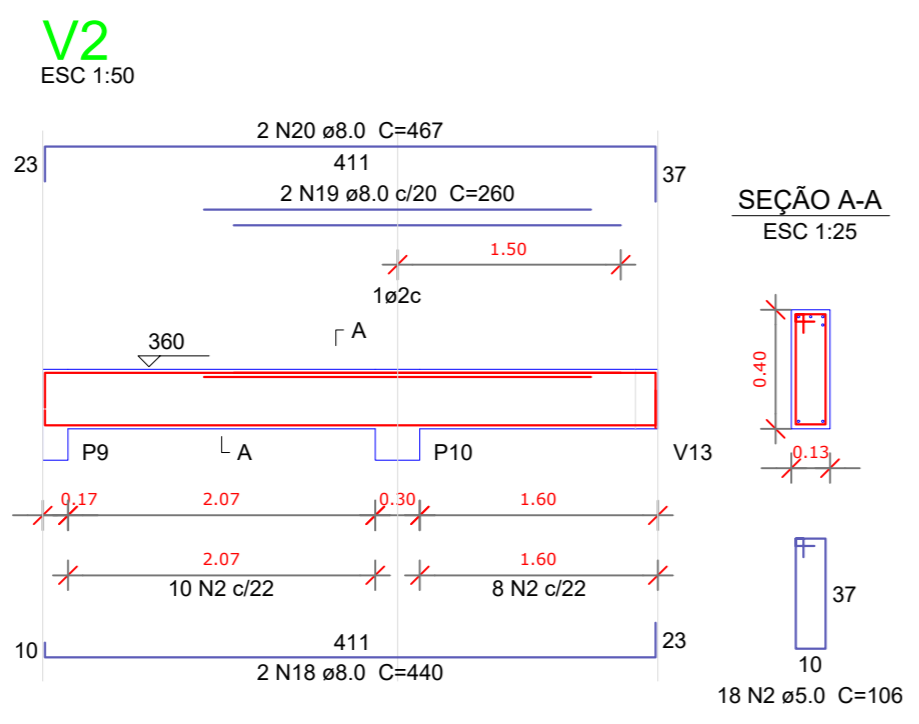 V2
ESC 1:50
2 N20 ø8.0  C=467
23
411
37
2 N19 ø8.0 c/20  C=260
1.50
1ø2c
A
360
A
P9
P10
V13
0.17
2.07
0.30
1.60
2.07
1.60
10 N2 c/22
8 N2 c/22
10
411
23
2 N18 ø8.0  C=440
SEÇÃO A-A
ESC 1:25
0.40
0.13
37
10
18 N2 ø5.0  C=106